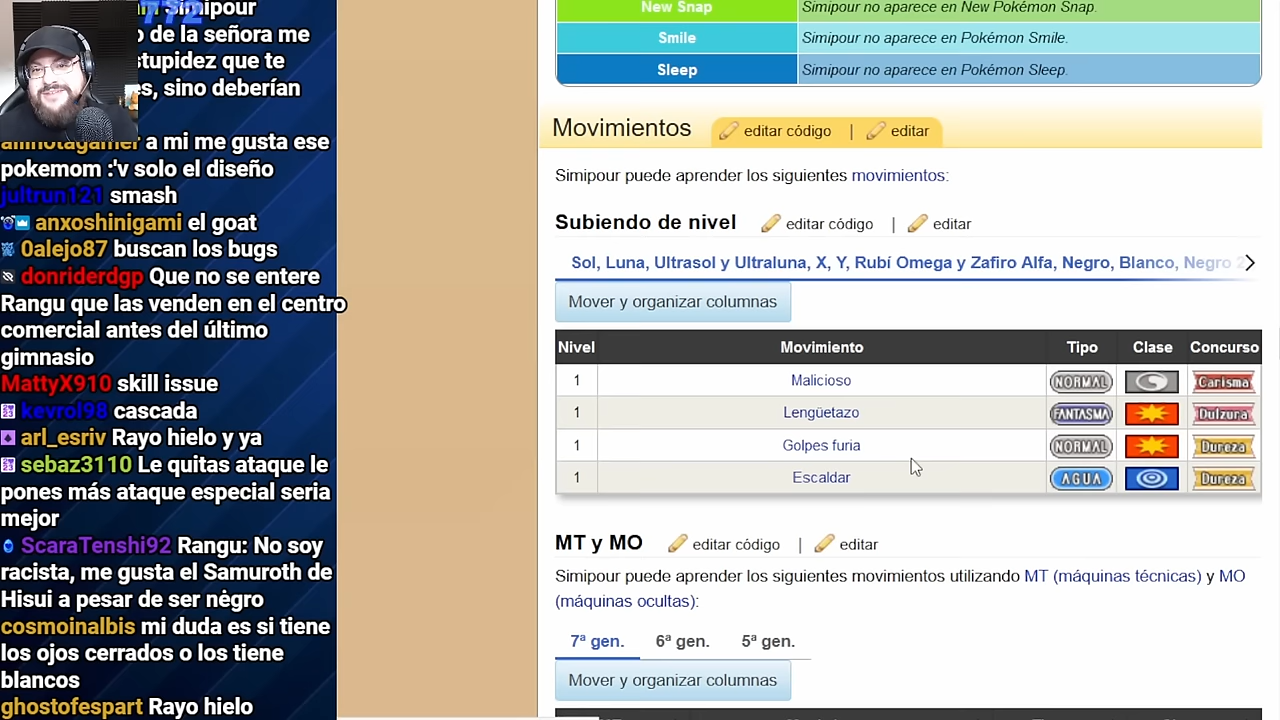 Simipour
772
o de la señora me
stupidez que te
es, sino deberían
allnotagamer a mi me gusta ese
pokemom :'v solo el diseño
jultrun121 smash
anxoshinigami el goat
0alejo87 buscan los bugs
donriderdgp Que no se entere
Rangu que las venden en el centro
comercial antes del último
gimnasio
MattyX910 skill issue
kevrol98 cascada
arl_esriv Rayo hielo y ya
sebaz3110 Le quitas ataque le
pones más ataque especial seria
mejor
ScaraTenshi92 Rangu: No soy
racista, me gusta el Samuroth de
Hisui a pesar de ser nėgro
cosmoinalbis mi duda es si tiene
los ojos cerrados o los tiene
blancos
ghostofespart Rayo hielo
New Snap Simipour no aparece en New Pokémon Snap.
Smile Simipour no aparece en Pokémon Smile.
Sleep Simipour no aparece en Pokémon Sleep.
Movimientos editar código | editar
Simipour puede aprender los siguientes movimientos:
Subiendo de nivel editar código | editar
Sol, Luna, Ultrasol y Ultraluna, X, Y, Rubí Omega y Zafiro Alfa, Negro, Blanco, Negro 2
Mover y organizar columnas
Nivel Movimiento Tipo Clase Concurso
1 Malicioso NORMAL Carisma
1 Lengüetazo FANTASMA Dulzura
1 Golpes furia NORMAL Dureza
1 Escaldar AGUA Dureza
MT y MO editar código | editar
Simipour puede aprender los siguientes movimientos utilizando MT (máquinas técnicas) y MO
(máquinas ocultas):
7ª gen. 6ª gen. 5ª gen.
Mover y organizar columnas